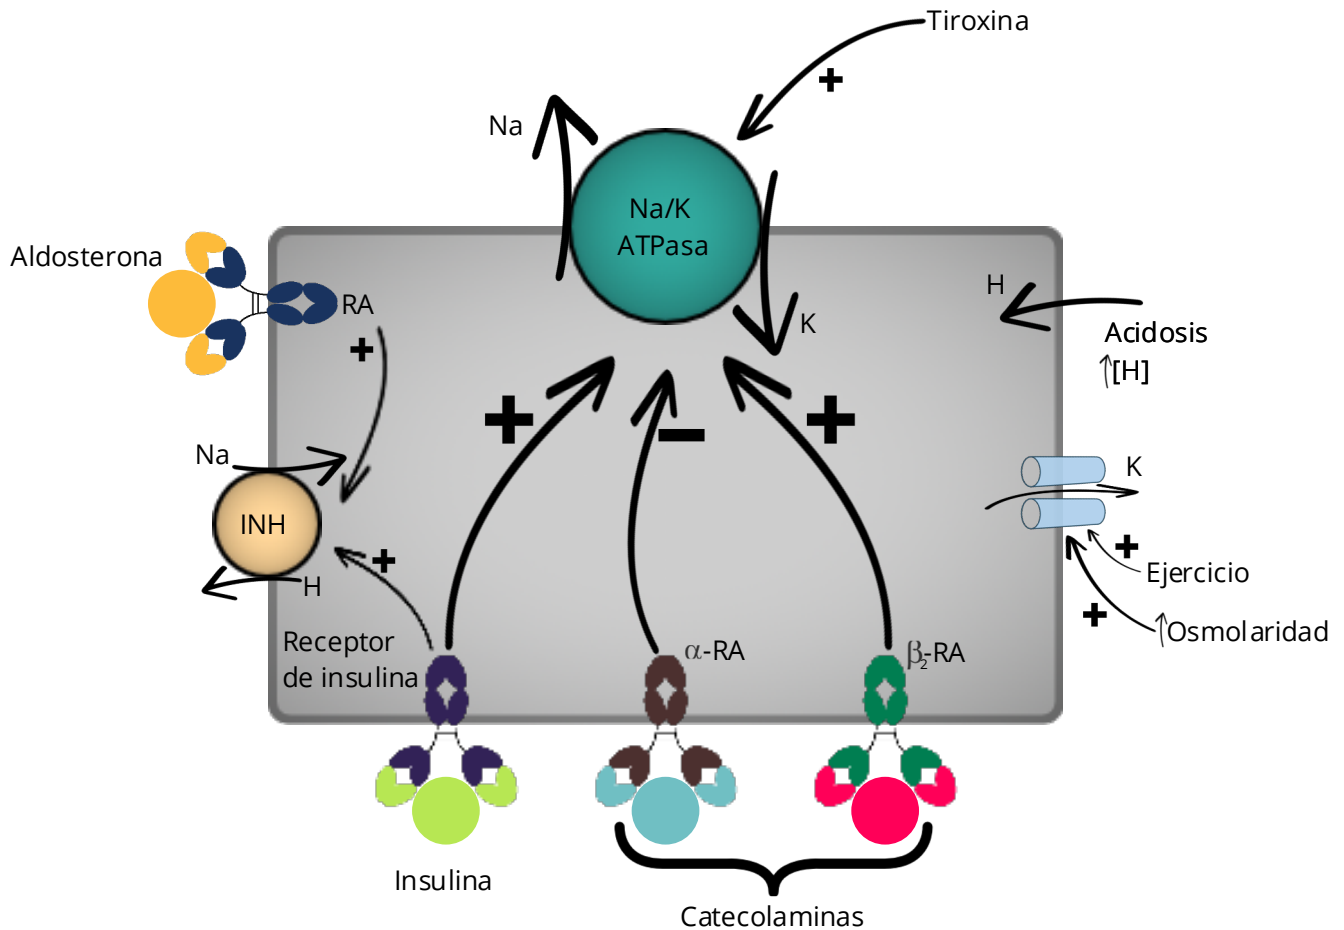 Tiroxina
+
Na
Na/K
ATPasa
K
Aldosterona
RA
+
H
Acidosis
↑[H]
+
−
+
Na
INH
H
+
K
+
Ejercicio
+
↑Osmolaridad
Receptor
de insulina
α-RA
β₂-RA
Insulina
Catecolaminas